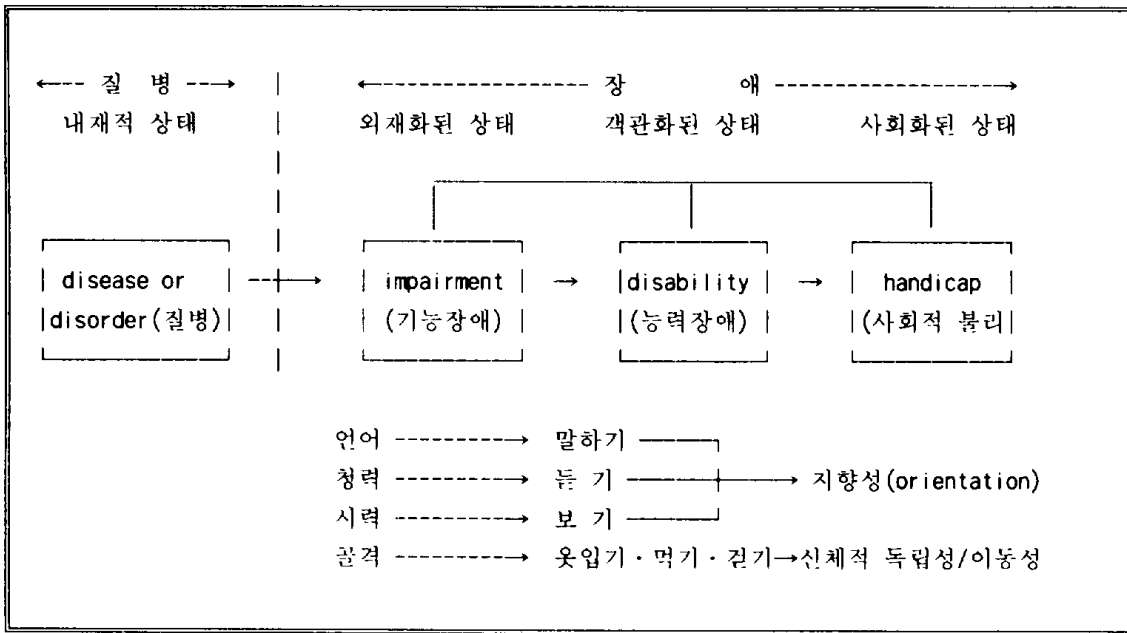 질 병 장 애
내재적 상태 외재화된 상태 객관화된 상태 사회화된 상태
disease or impairment disability handicap
disorder(질병) (기능장애) (능력장애) (사회적 불리
언어 말하기
청력 듣 기 지향성(orientation)
시력 보 기
골격 옷입기·먹기·걷기→신체적 독립성/이동성